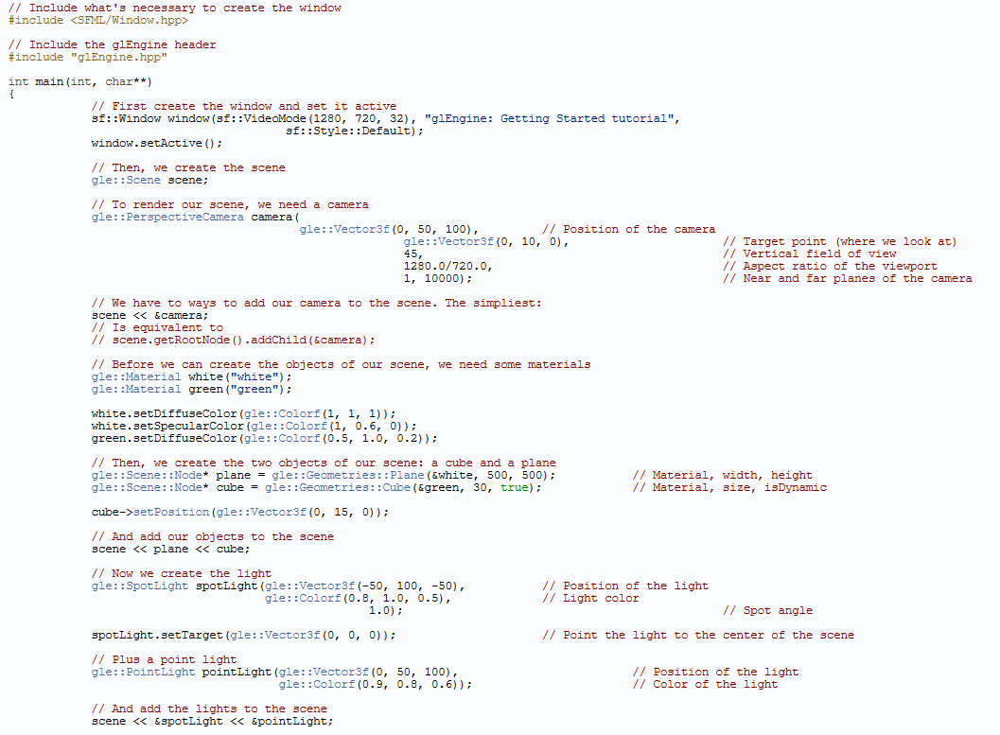 // Include what's necessary to create the window
#include <SFML/Window.hpp>
// Include the glEngine header
#include "glEngine.hpp"
int main(int, char**)
{
// First create the window and set it active
sf::Window window(sf::VideoMode(1280, 720, 32), "glEngine: Getting Started tutorial",
sf::Style::Default);
window.setActive();
// Then, we create the scene
gle::Scene scene;
// To render our scene, we need a camera
gle::PerspectiveCamera camera(
gle::Vector3f(0, 50, 100), // Position of the camera
gle::Vector3f(0, 10, 0), // Target point (where we look at)
45, // Vertical field of view
1280.0/720.0, // Aspect ratio of the viewport
1, 10000); // Near and far planes of the camera
// We have to ways to add our camera to the scene. The simpliest:
scene << &camera;
// Is equivalent to
// scene.getRootNode().addChild(&camera);
// Before we can create the objects of our scene, we need some materials
gle::Material white("white");
gle::Material green("green");
white.setDiffuseColor(gle::Colorf(1, 1, 1));
white.setSpecularColor(gle::Colorf(1, 0.6, 0));
green.setDiffuseColor(gle::Colorf(0.5, 1.0, 0.2));
// Then, we create the two objects of our scene: a cube and a plane
gle::Scene::Node* plane = gle::Geometries::Plane(&white, 500, 500); // Material, width, height
gle::Scene::Node* cube = gle::Geometries::Cube(&green, 30, true); // Material, size, isDynamic
cube->setPosition(gle::Vector3f(0, 15, 0));
// And add our objects to the scene
scene << plane << cube;
// Now we create the light
gle::SpotLight spotLight(gle::Vector3f(-50, 100, -50), // Position of the light
gle::Colorf(0.8, 1.0, 0.5), // Light color
1.0); // Spot angle
spotLight.setTarget(gle::Vector3f(0, 0, 0)); // Point the light to the center of the scene
// Plus a point light
gle::PointLight pointLight(gle::Vector3f(0, 50, 100), // Position of the light
gle::Colorf(0.9, 0.8, 0.6)); // Color of the light
// And add the lights to the scene
scene << &spotLight << &pointLight;